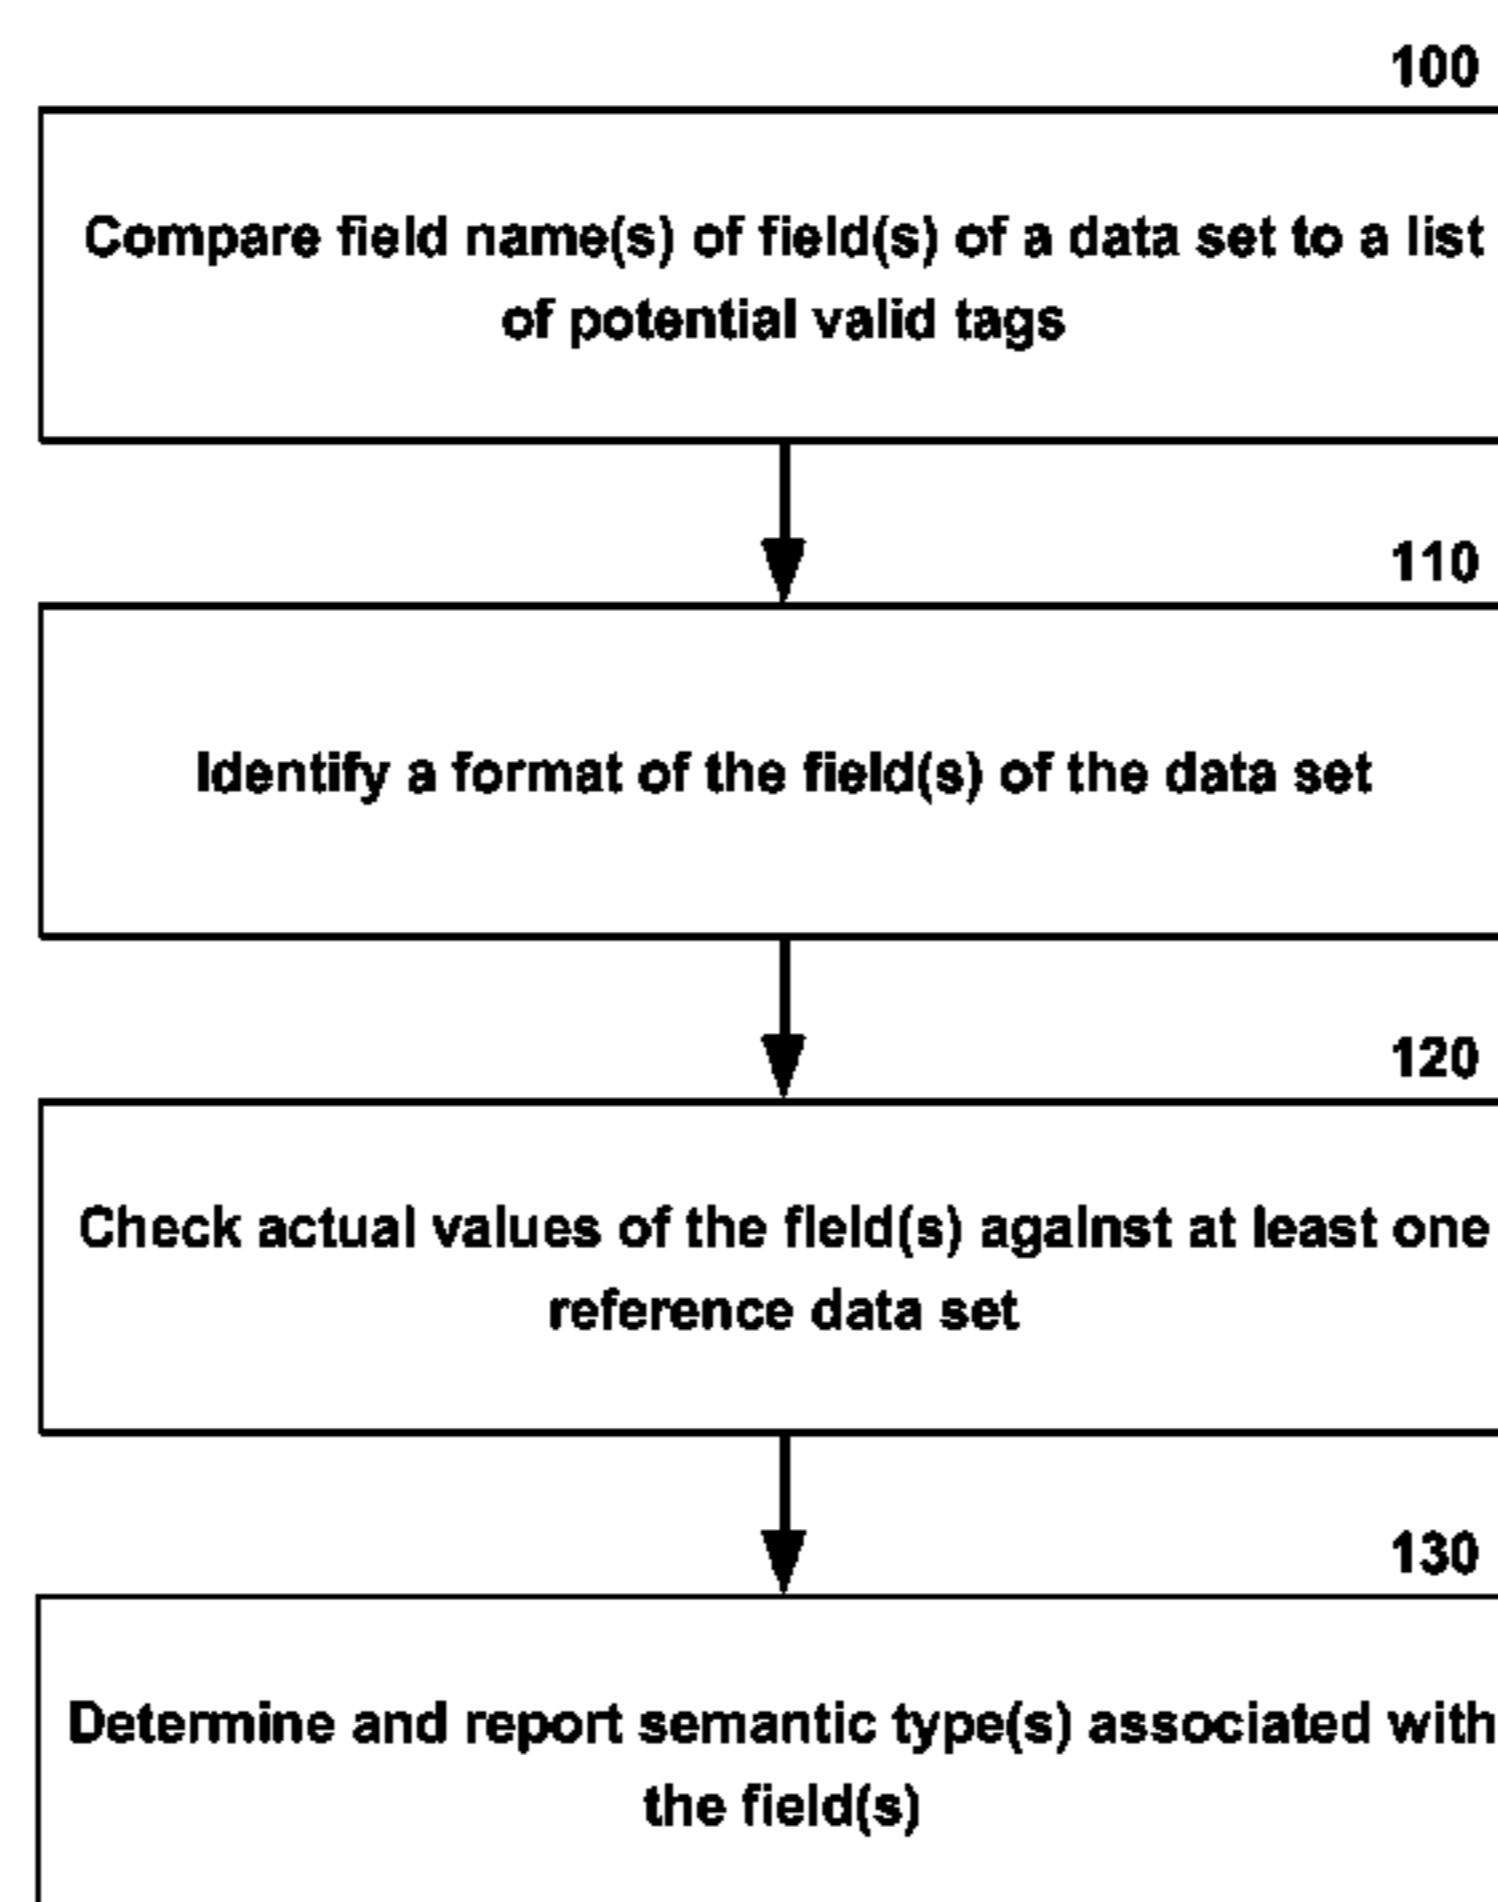 100
Compare field name(s) of field(s) of a data set to a list
of potential valid tags
110
Identify a format of the field(s) of the data set
120
Check actual values of the field(s) against at least one
reference data set
130
Determine and report semantic type(s) associated with
the field(s)